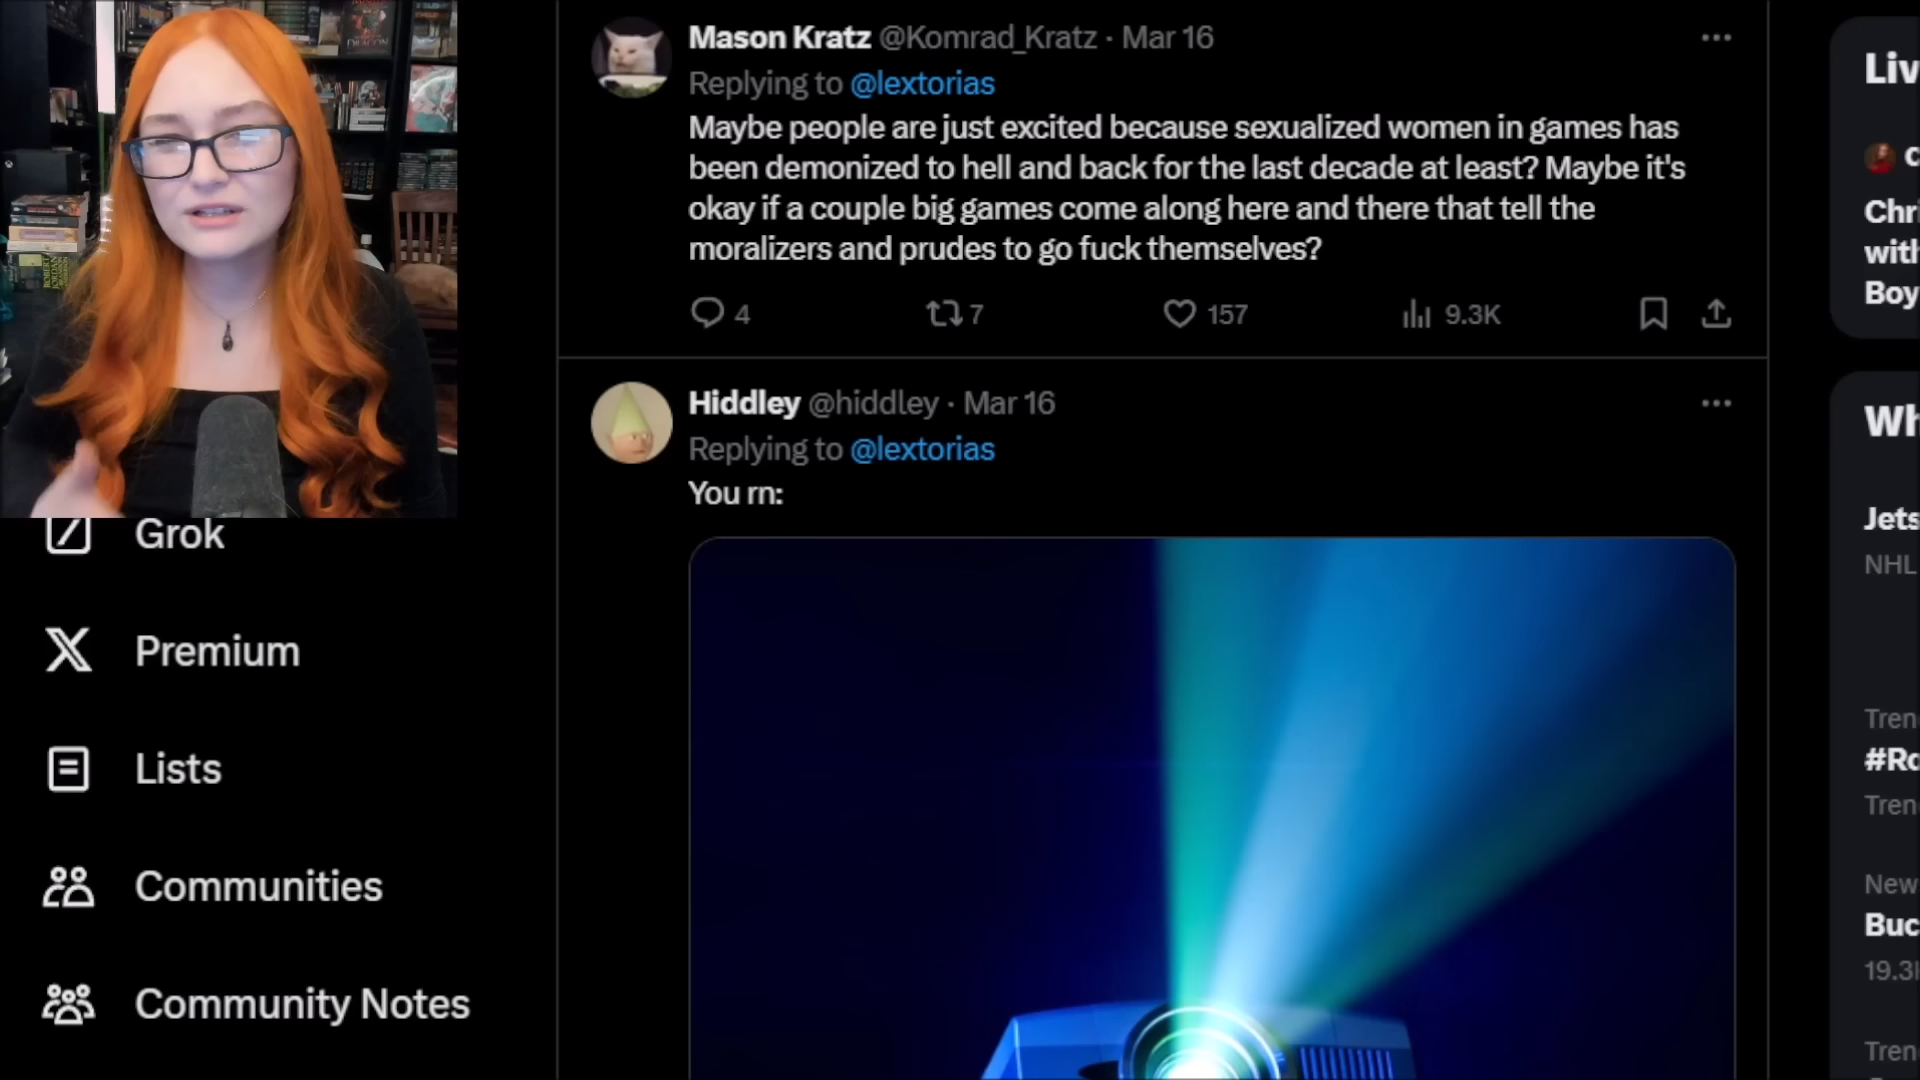 Mason Kratz @Komrad_Kratz · Mar 16
Replying to @lextorias
Maybe people are just excited because sexualized women in games has
been demonized to hell and back for the last decade at least? Maybe it's
okay if a couple big games come along here and there that tell the
moralizers and prudes to go fuck themselves?
4 7 157 9.3K
Hiddley @hiddley · Mar 16
Replying to @lextorias
You rn:
Grok
Premium
Lists
Communities
Community Notes
Liv
Chri
with
Boy
Wh
Jets
NHL
Tren
#Ro
Tren
New
Buc
19.3
Tren
ROBERT
JORDAN